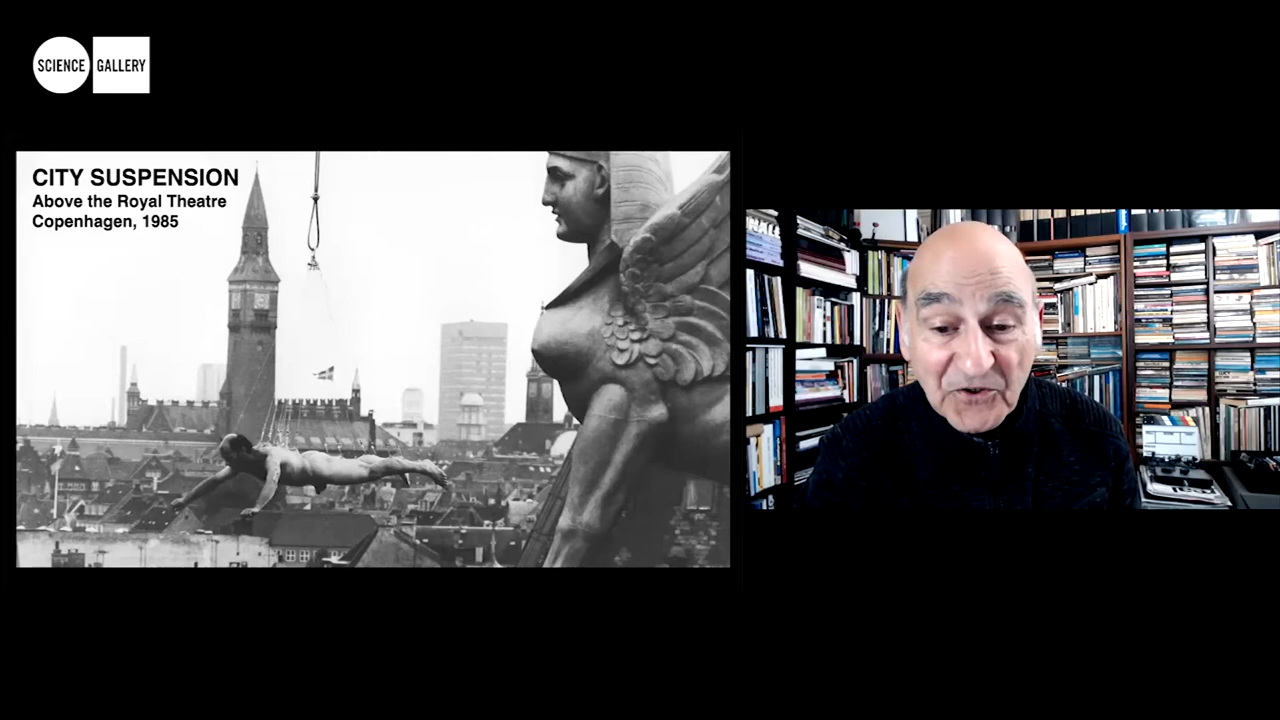 SCIENCE GALLERY
CITY SUSPENSION
Above the Royal Theatre
Copenhagen, 1985